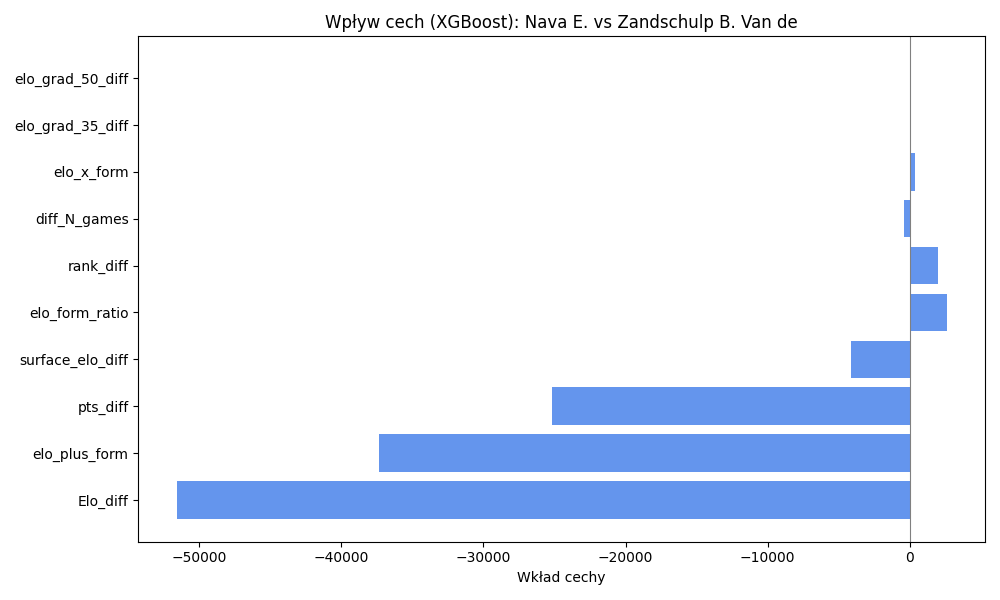 Wpływ cech (XGBoost): Nava E. vs Zandschulp B. Van de
elo_grad_50_diff
elo_grad_35_diff
elo_x_form
diff_N_games
rank_diff
elo_form_ratio
surface_elo_diff
pts_diff
elo_plus_form
Elo_diff
−50000 −40000 −30000 −20000 −10000 0
Wkład cechy